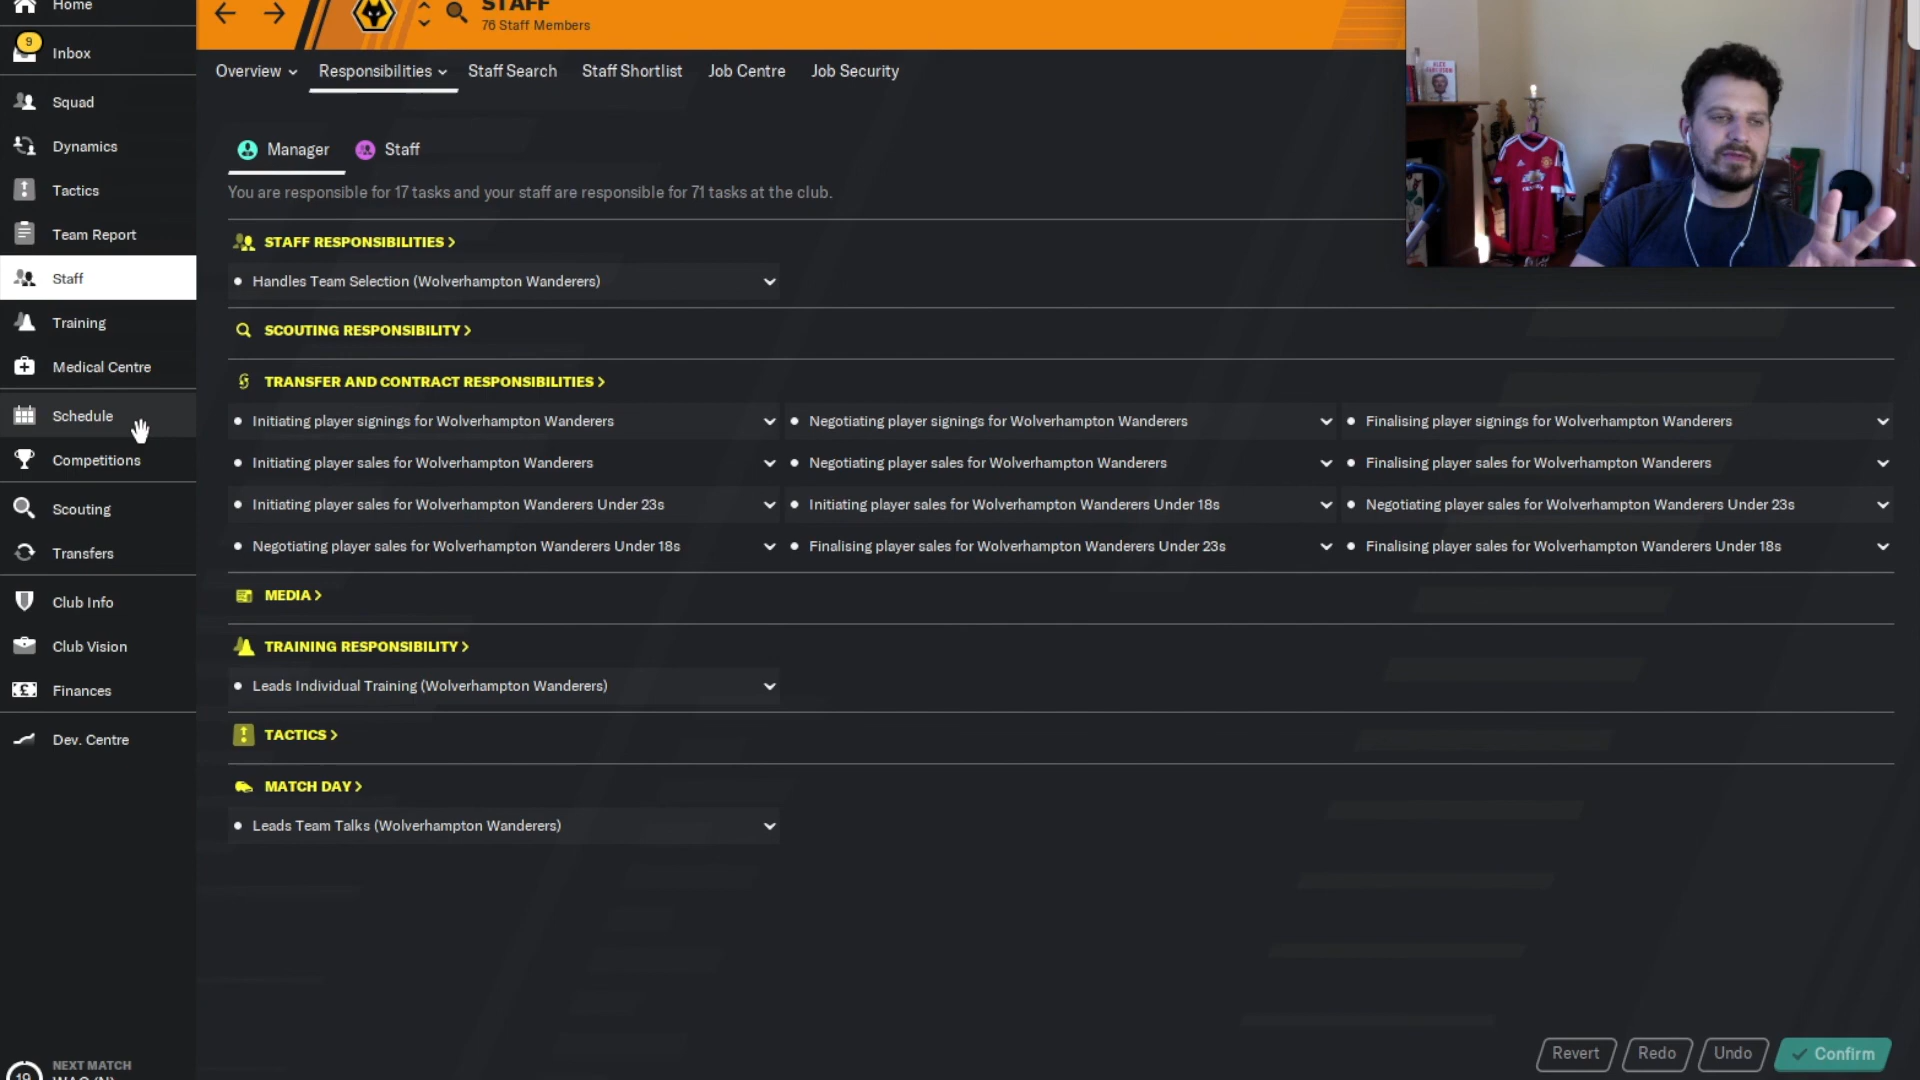 Home
STAFF
76 Staff Members
9
Inbox
Squad
Dynamics
Tactics
Team Report
Staff
Training
Medical Centre
Schedule
Competitions
Scouting
Transfers
Club Info
Club Vision
Finances
Dev. Centre
NEXT MATCH
Overview Responsibilities Staff Search Staff Shortlist Job Centre Job Security
Manager Staff
You are responsible for 17 tasks and your staff are responsible for 71 tasks at the club.
STAFF RESPONSIBILITIES >
Handles Team Selection (Wolverhampton Wanderers)
SCOUTING RESPONSIBILITY >
TRANSFER AND CONTRACT RESPONSIBILITIES >
Initiating player signings for Wolverhampton Wanderers Negotiating player signings for Wolverhampton Wanderers Finalising player signings for Wolverhampton Wanderers
Initiating player sales for Wolverhampton Wanderers Negotiating player sales for Wolverhampton Wanderers Finalising player sales for Wolverhampton Wanderers
Initiating player sales for Wolverhampton Wanderers Under 23s Initiating player sales for Wolverhampton Wanderers Under 18s Negotiating player sales for Wolverhampton Wanderers Under 23s
Negotiating player sales for Wolverhampton Wanderers Under 18s Finalising player sales for Wolverhampton Wanderers Under 23s Finalising player sales for Wolverhampton Wanderers Under 18s
MEDIA >
TRAINING RESPONSIBILITY >
Leads Individual Training (Wolverhampton Wanderers)
TACTICS >
MATCH DAY >
Leads Team Talks (Wolverhampton Wanderers)
Revert Redo Undo Confirm